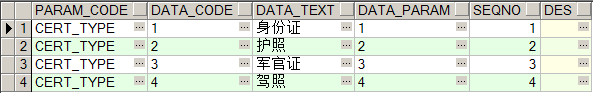 PARAM_CODE DATA_CODE DATA_TEXT DATA_PARAM SEQNO DES
1 CERT_TYPE ... 1 ... 身份证 ... 1 ... 1 ...
2 CERT_TYPE ... 2 ... 护照 ... 2 ... 2 ...
3 CERT_TYPE ... 3 ... 军官证 ... 3 ... 3 ...
4 CERT_TYPE ... 4 ... 驾照 ... 4 ... 4 ...